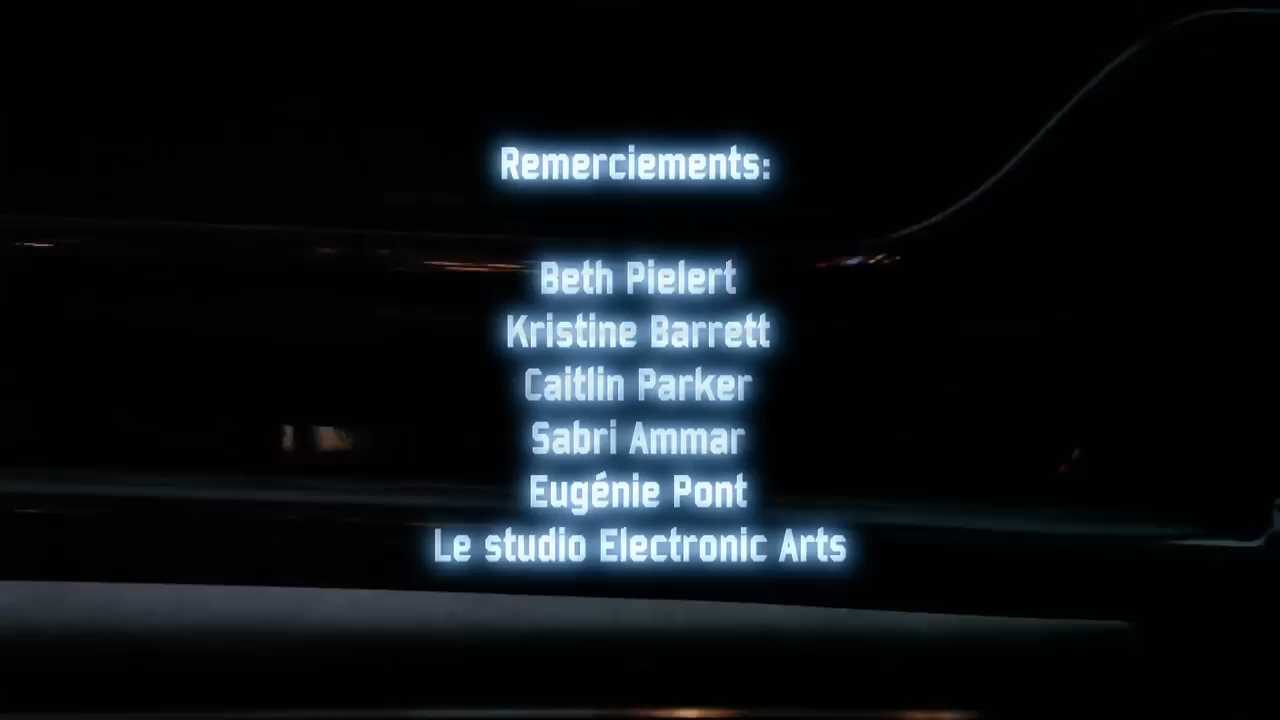 Remerciements:
Beth Pielert
Kristine Barrett
Caitlin Parker
Sabri Ammar
Eugénie Pont
Le studio Electronic Arts